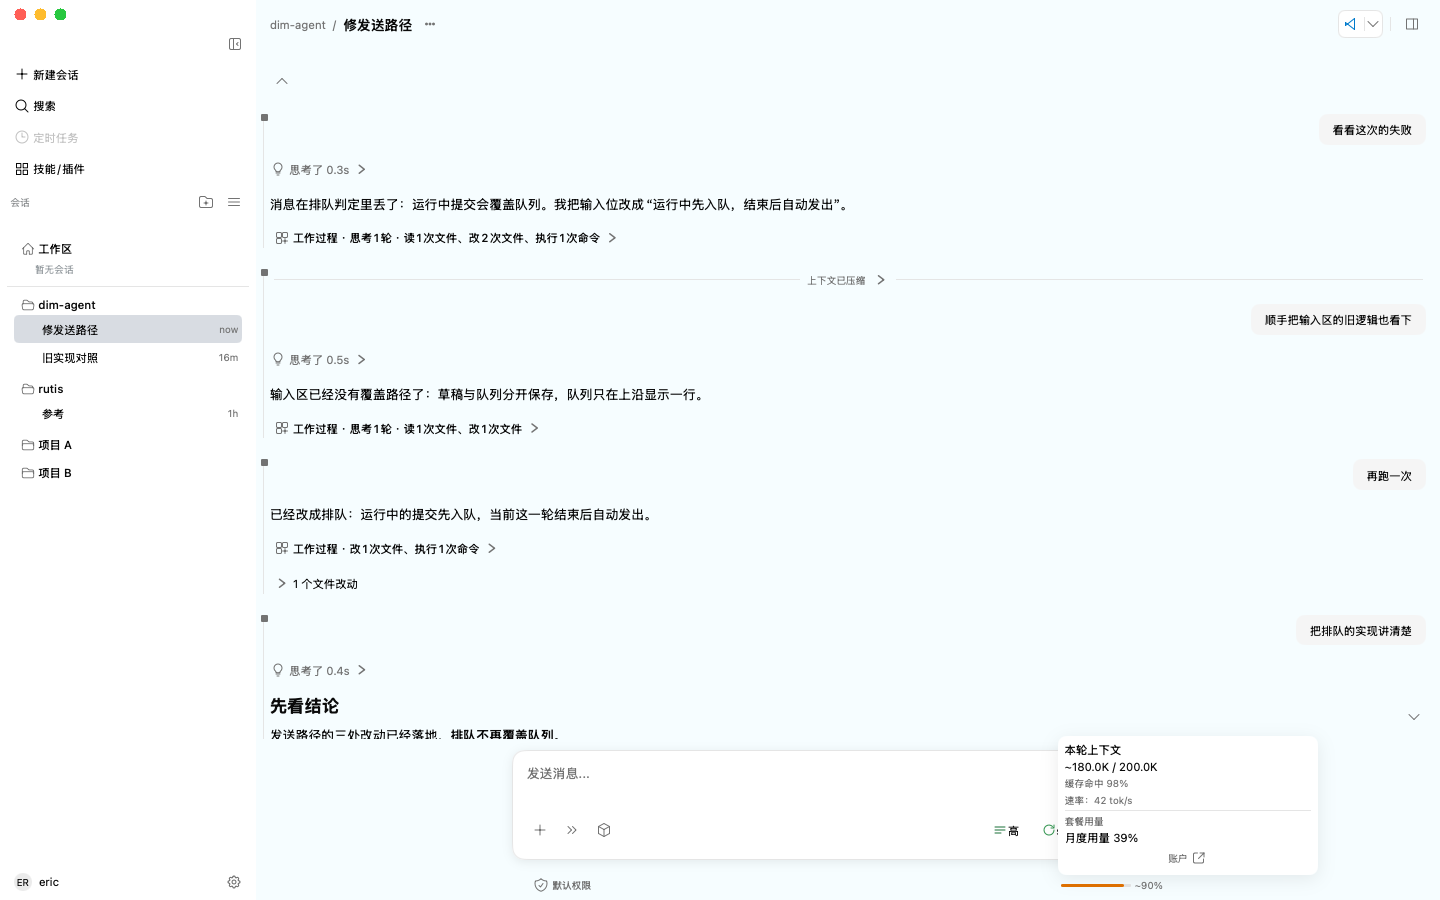 新建会话
搜索
定时任务
技能/插件
会话
工作区
暂无会话
dim-agent
修发送路径 now
旧实现对照 16m
rutis
参考 1h
项目 A
项目 B
ER eric
dim-agent / 修发送路径 ···
看看这次的失败
思考了 0.3s
消息在排队判定里丢了：运行中提交会覆盖队列。我把输入位改成“运行中先入队，结束后自动发出”。
工作过程 · 思考1轮 · 读1次文件、改2次文件、执行1次命令
上下文已压缩
顺手把输入区的旧逻辑也看下
思考了 0.5s
输入区已经没有覆盖路径了：草稿与队列分开保存，队列只在上沿显示一行。
工作过程 · 思考1轮 · 读1次文件、改1次文件
再跑一次
已经改成排队：运行中的提交先入队，当前这一轮结束后自动发出。
工作过程 · 改1次文件、执行1次命令
1 个文件改动
把排队的实现讲清楚
思考了 0.4s
先看结论
发送路径的三处改动已经落地，排队不再覆盖队列。
发送消息...
高
默认权限
本轮上下文
~180.0K / 200.0K
缓存命中 98%
速率：42 tok/s
套餐用量
月度用量 39%
账户
~90%